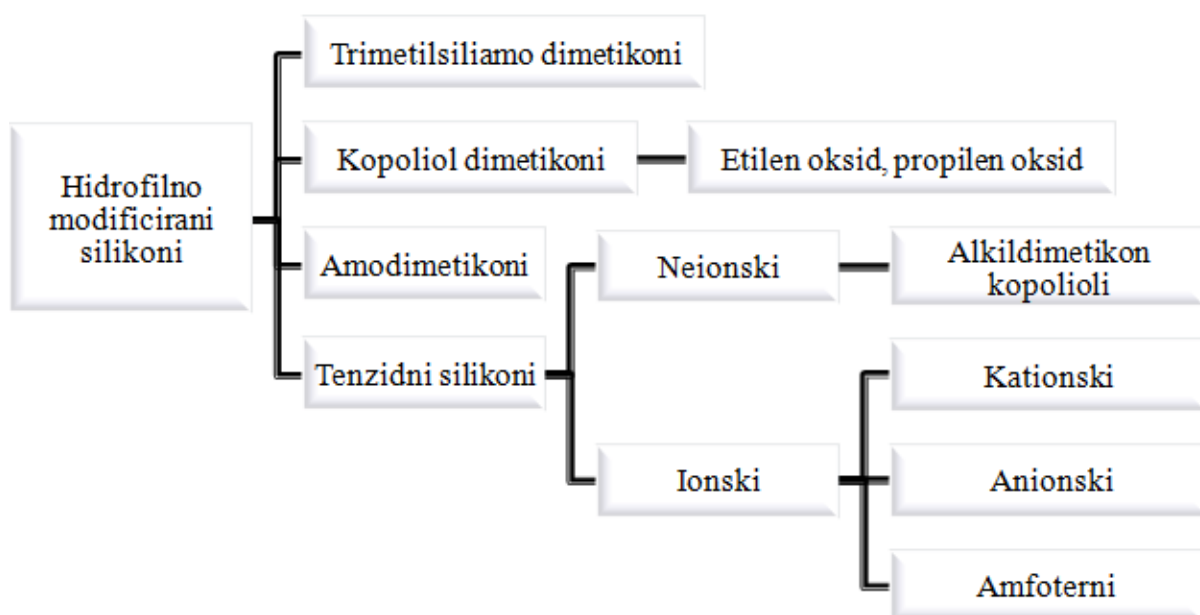 Hidrofilno
modificirani
silikoni
Trimetilsiliamo dimetikoni
Kopoliol dimetikoni
Etilen oksid, propilen oksid
Amodimetikoni
Tenzidni silikoni
Neionski
Alkildimetikon
kopolioli
Ionski
Kationski
Anionski
Amfoterni